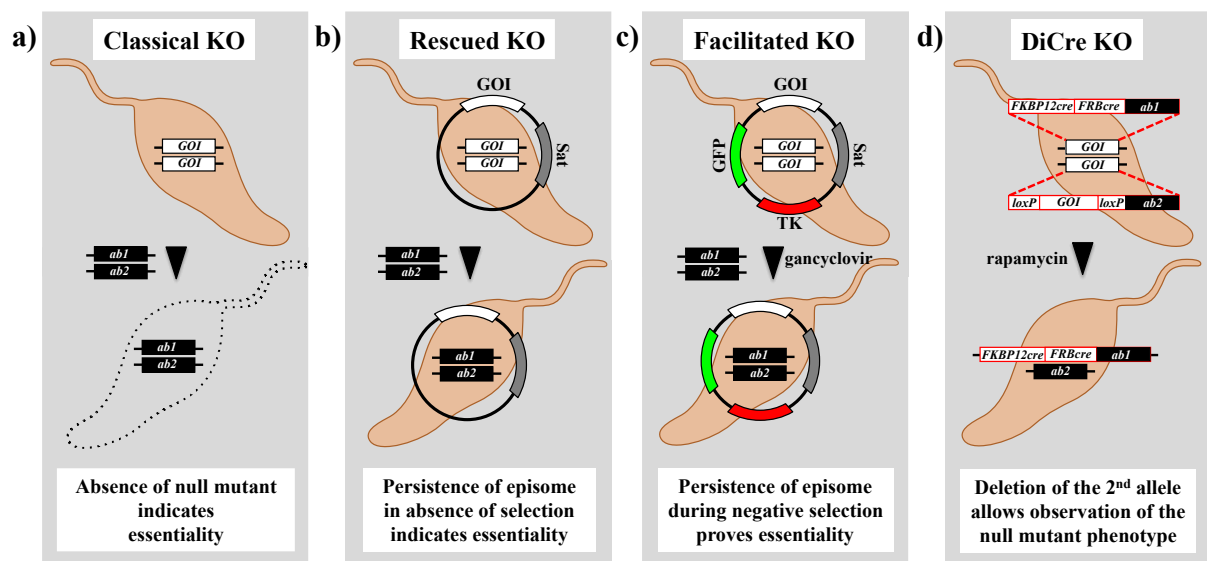 a)
Classical KO
GOI
GOI
ab1
ab2
ab1
ab2
Absence of null mutant
indicates
essentiality
b)
Rescued KO
GOI
Sat
GOI
GOI
ab1
ab2
ab1
ab2
Persistence of episome
in absence of selection
indicates essentiality
c)
Facilitated KO
GOI
GFP
Sat
GOI
GOI
TK
ab1
ab2
gancyclovir
ab1
ab2
Persistence of episome
during negative selection
proves essentiality
d)
DiCre KO
FKBP12cre FRBcre ab1
GOI
GOI
loxP GOI loxP ab2
rapamycin
FKBP12cre FRBcre ab1
ab2
Deletion of the 2nd allele
allows observation of the
null mutant phenotype